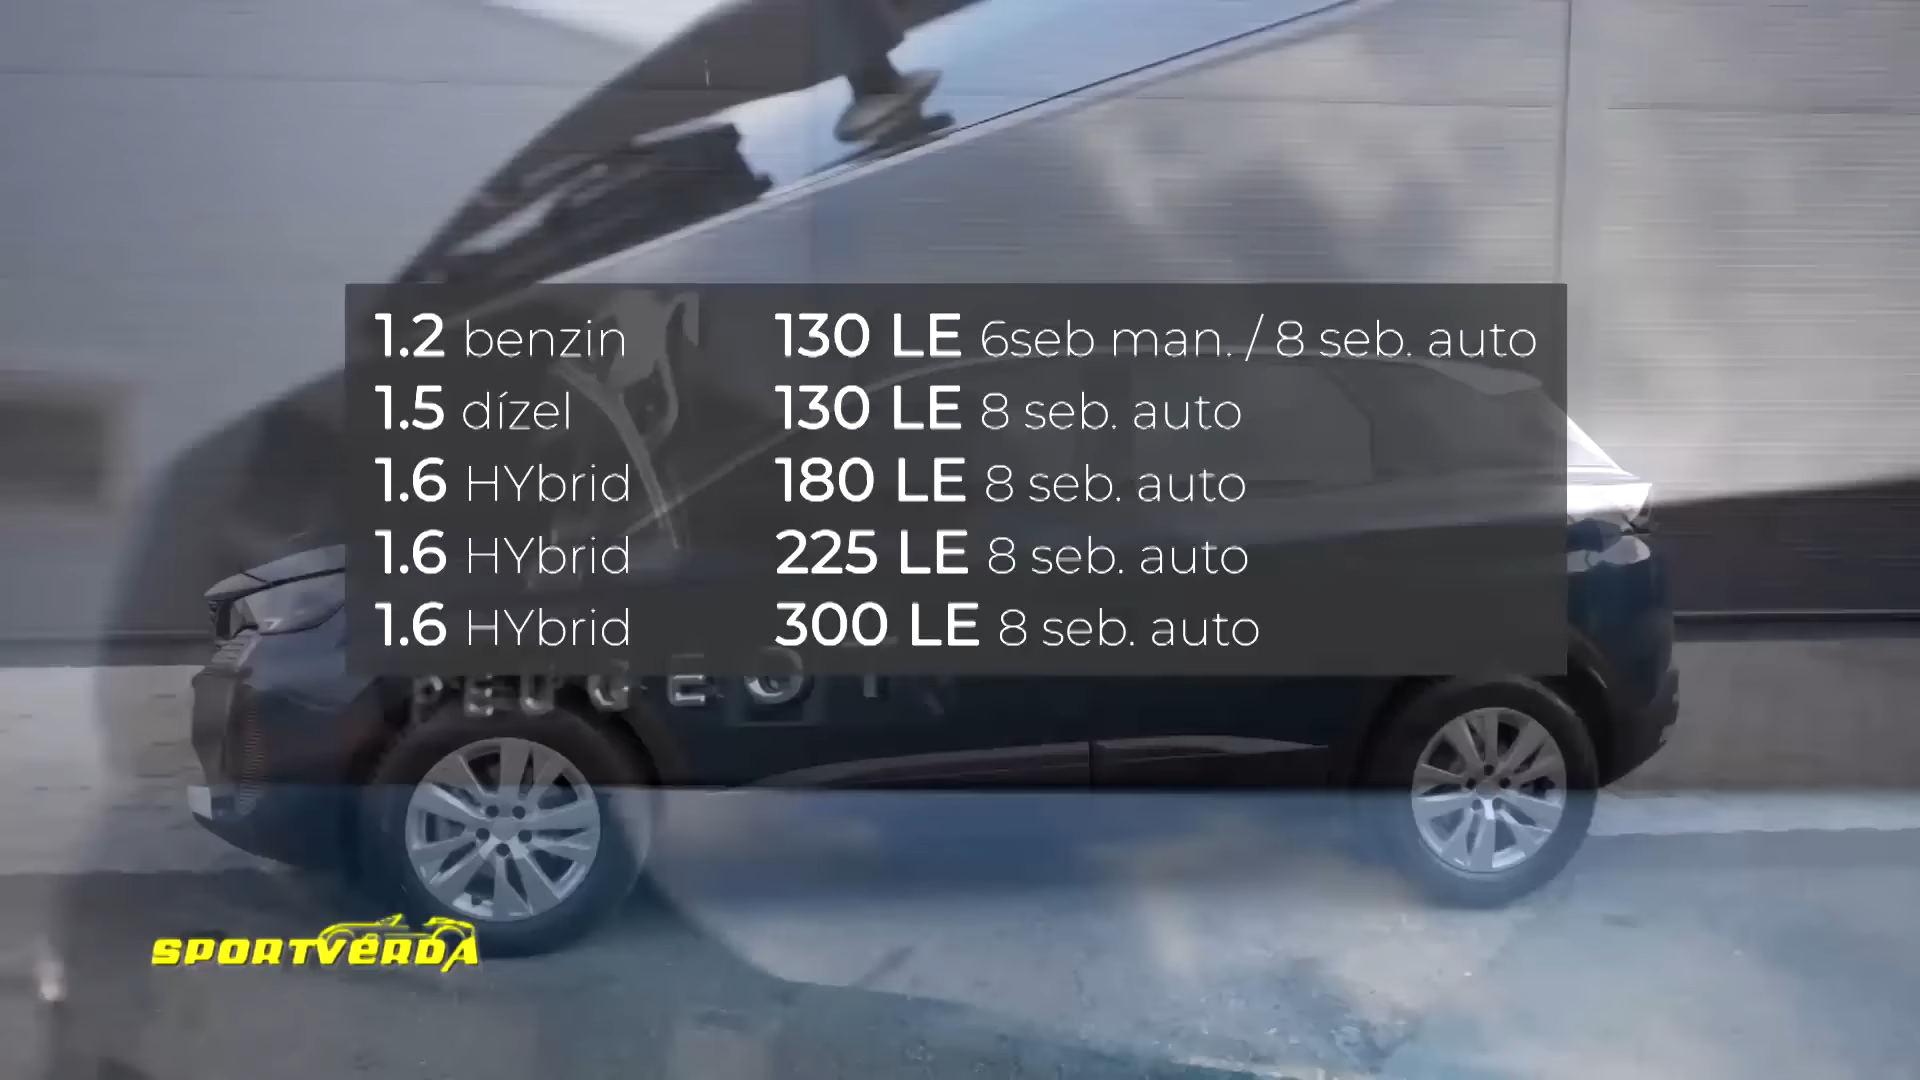 1.2 benzin 130 LE 6seb man. / 8 seb. auto
1.5 dízel 130 LE 8 seb. auto
1.6 HYbrid 180 LE 8 seb. auto
1.6 HYbrid 225 LE 8 seb. auto
1.6 HYbrid 300 LE 8 seb. auto
PEUGEOT
SPORTVERDA